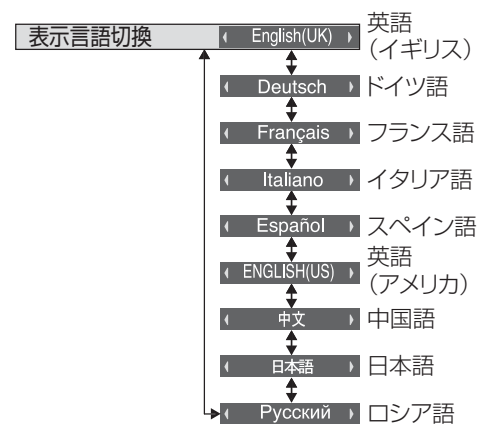 表示言語切換 English(UK) 英語
(イギリス)
Deutsch ドイツ語
Français フランス語
Italiano イタリア語
Español スペイン語
ENGLISH(US) 英語
(アメリカ)
中文 中国語
日本語 日本語
Русский ロシア語